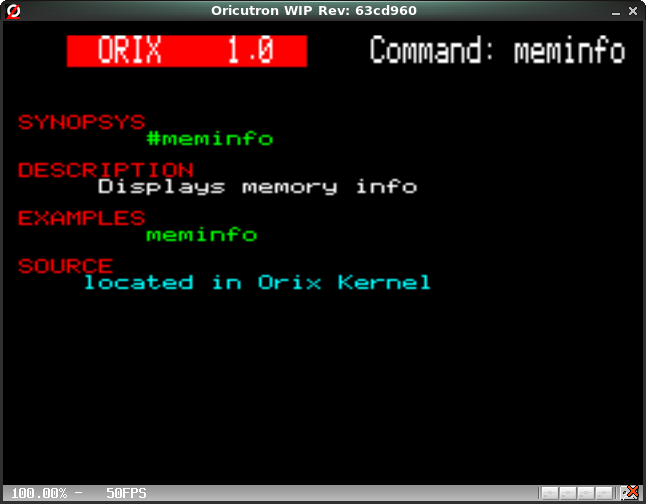 Oricutron WIP Rev: 63cd960
ORIX 1.0 Command: meminfo
SYNOPSYS
#meminfo
DESCRIPTION
Displays memory info
EXAMPLES
meminfo
SOURCE
located in Orix Kernel
100.00% - 50FPS